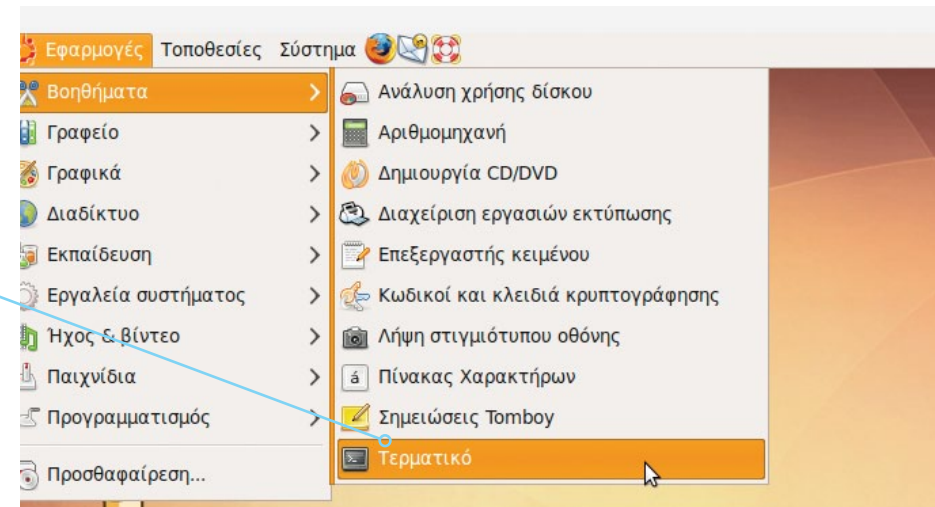 Εφαρμογές Τοποθεσίες Σύστημα
Βοηθήματα
Γραφείο
Γραφικά
Διαδίκτυο
Εκπαίδευση
Εργαλεία συστήματος
Ήχος & βίντεο
Παιχνίδια
Προγραμματισμός
Προσθαφαίρεση...
Ανάλυση χρήσης δίσκου
Αριθμομηχανή
Δημιουργία CD/DVD
Διαχείριση εργασιών εκτύπωσης
Επεξεργαστής κειμένου
Κωδικοί και κλειδιά κρυπτογράφησης
Λήψη στιγμιότυπου οθόνης
Πίνακας Χαρακτήρων
Σημειώσεις Tomboy
Τερματικό